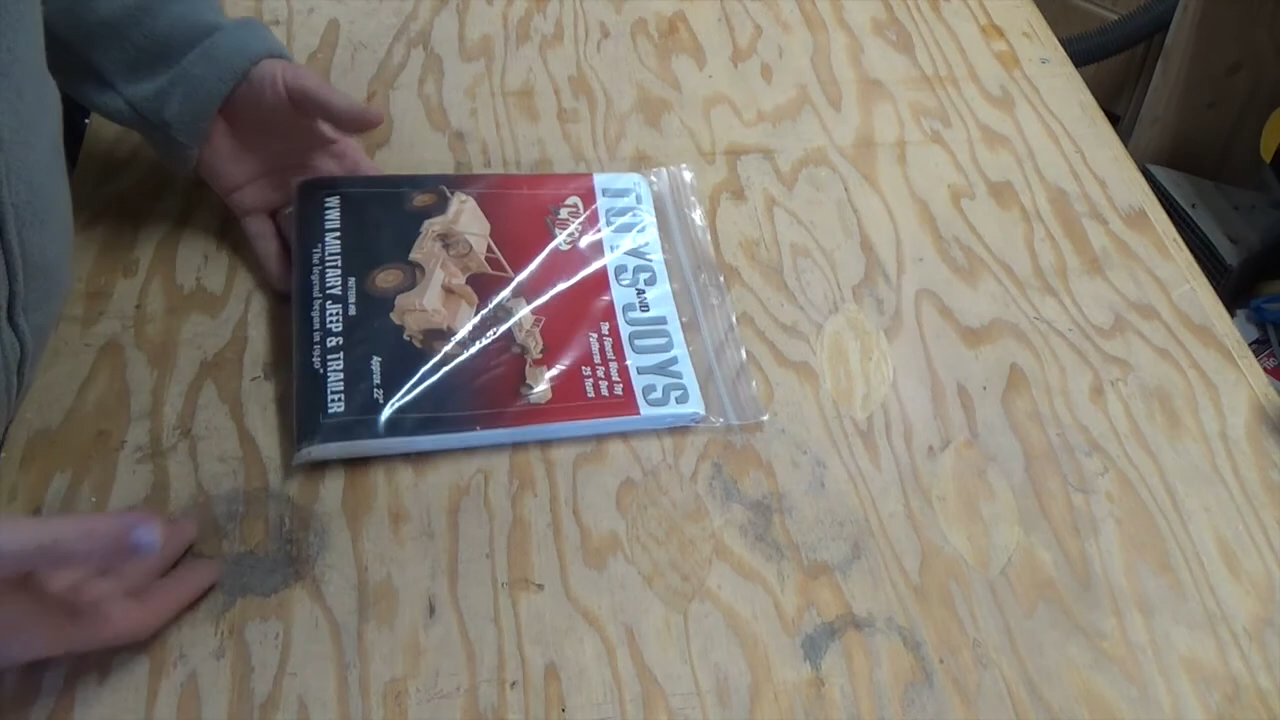 TOYS AND JOYS
The Finest Wood Toy
Patterns For Over
25 Years
Approx. 22"
PATTERN #98
WWII MILITARY JEEP & TRAILER
"The legend began in 1940"